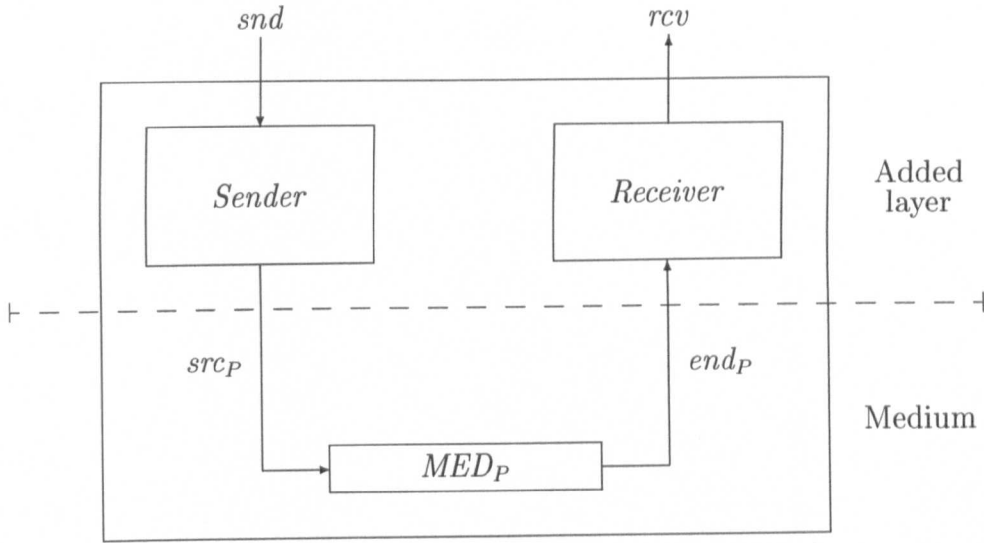 snd
rcv
Sender
Receiver
Added
layer
src_P
end_P
Medium
MED_P